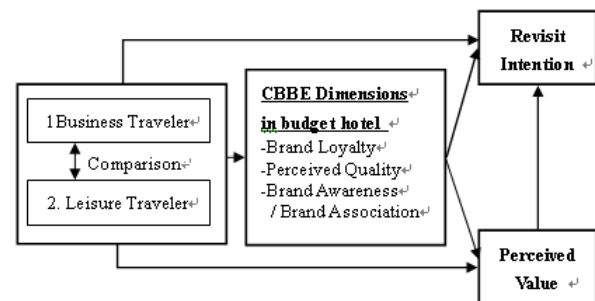 1Business Traveler↵
Comparison↵
2. Leisure Traveler↵
CBBE Dimensions↵
in budget hotel ↵
-Brand Loyalty↵
-Perceived Quality↵
-Brand Awareness
/ Brand Association↵
Revisit
Intention↵
Perceived
Value ↵